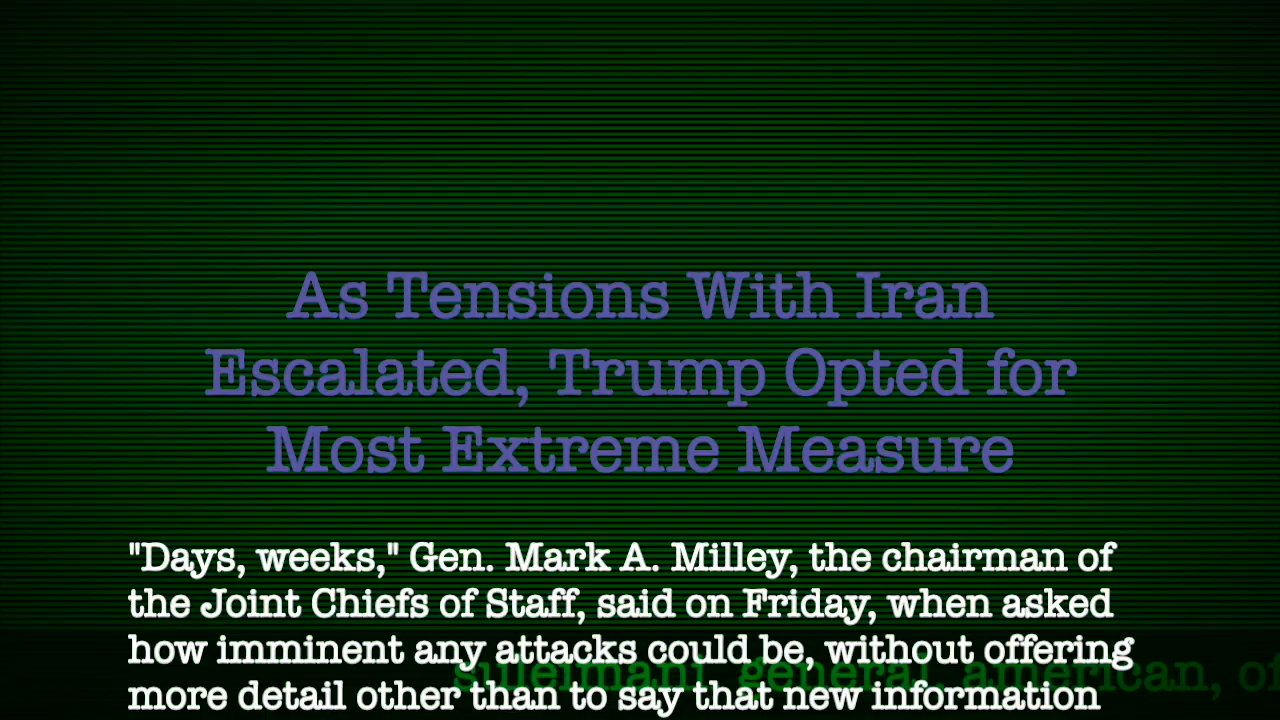 As Tensions With Iran
Escalated, Trump Opted for
Most Extreme Measure
"Days, weeks," Gen. Mark A. Milley, the chairman of
the Joint Chiefs of Staff, said on Friday, when asked
how imminent any attacks could be, without offering
suleimani, general, american, of
more detail other than to say that new information